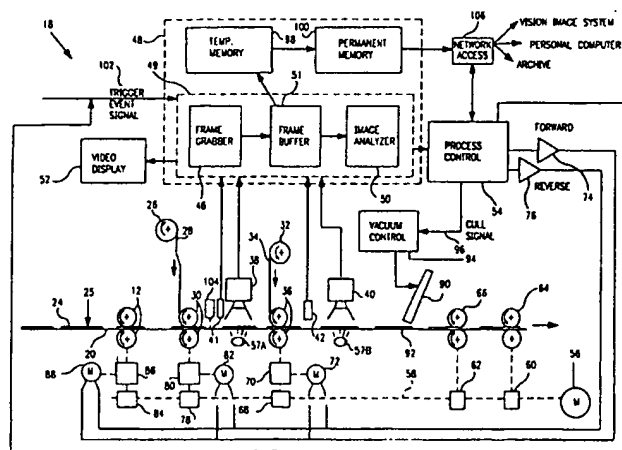 18
48
100
106
TEMP. MEMORY
98
PERMANENT MEMORY
NETWORK ACCESS
VISION IMAGE SYSTEM
PERSONAL COMPUTER
ARCHIVE
102
TRIGGER EVENT SIGNAL
49
51
FRAME GRABBER
FRAME BUFFER
IMAGE ANALYZER
46
50
VIDEO DISPLAY
52
PROCESS CONTROL
54
FORWARD
74
REVERSE
76
26
28
32
34
VACUUM CONTROL
CULL SIGNAL
96
94
24
25
12
30
104
38
36
40
90
66
64
20
41
57A
42
57B
92
88
M
86
80
82
M
70
72
M
58
62
60
56
M
84
78
68